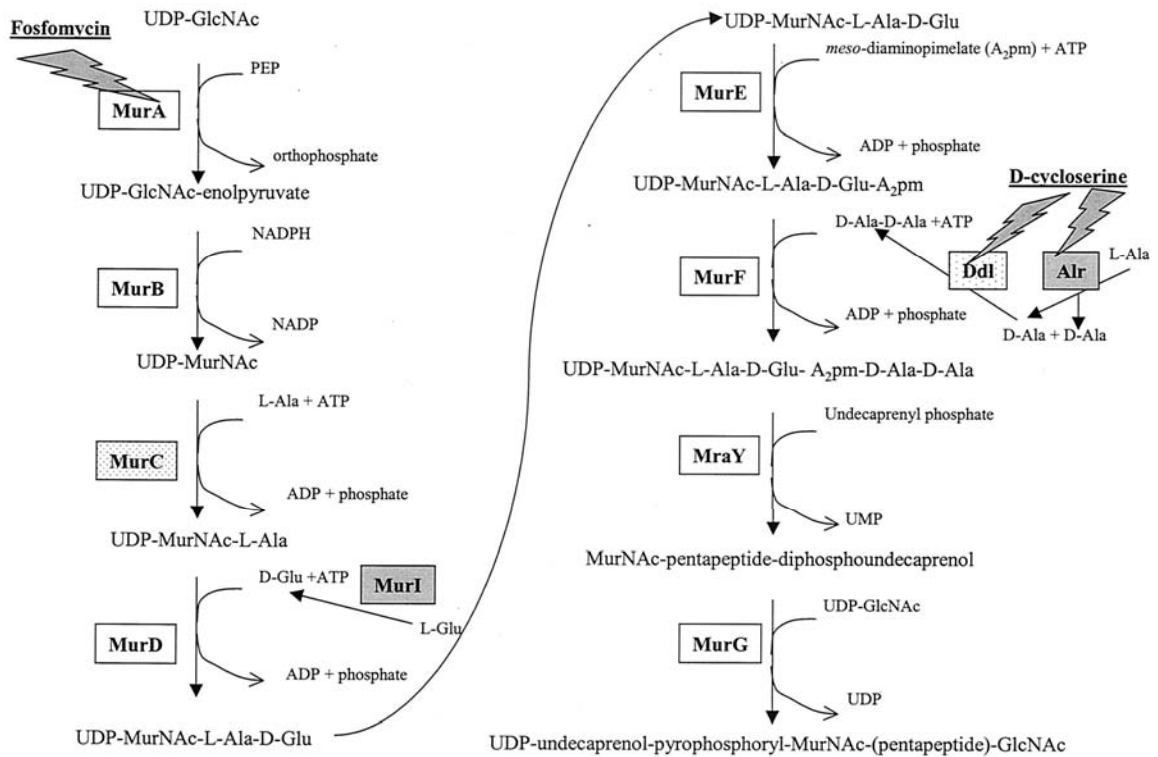 UDP-GlcNAc
Fosfomycin
PEP
MurA
orthophosphate
UDP-GlcNAc-enolpyruvate
NADPH
MurB
NADP
UDP-MurNAc
L-Ala + ATP
MurC
ADP + phosphate
UDP-MurNAc-L-Ala
D-Glu +ATP
MurI
L-Glu
MurD
ADP + phosphate
UDP-MurNAc-L-Ala-D-Glu
UDP-MurNAc-L-Ala-D-Glu
meso-diaminopimelate (A₂pm) + ATP
MurE
ADP + phosphate
UDP-MurNAc-L-Ala-D-Glu-A₂pm
D-cycloserine
D-Ala-D-Ala +ATP
L-Ala
Ddl
Alr
MurF
ADP + phosphate
D-Ala + D-Ala
UDP-MurNAc-L-Ala-D-Glu- A₂pm-D-Ala-D-Ala
Undecaprenyl phosphate
MraY
UMP
MurNAc-pentapeptide-diphosphoundecaprenol
UDP-GlcNAc
MurG
UDP
UDP-undecaprenol-pyrophosphoryl-MurNAc-(pentapeptide)-GlcNAc